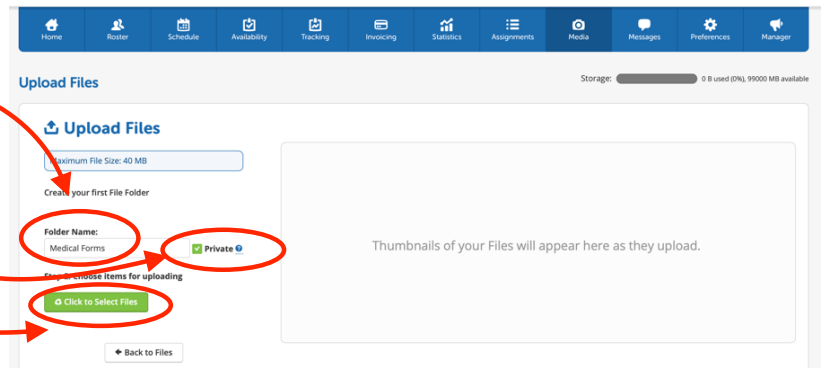 Home Roster Schedule Availability Tracking Invoicing Statistics Assignments Media Messages Preferences Manager
Upload Files
Storage: 0 B used (0%), 99000 MB available
Upload Files
Maximum File Size: 40 MB
Create your first File Folder
Folder Name:
Medical Forms
Private
Thumbnails of your Files will appear here as they upload.
Step 2: Choose items for uploading
Click to Select Files
Back to Files